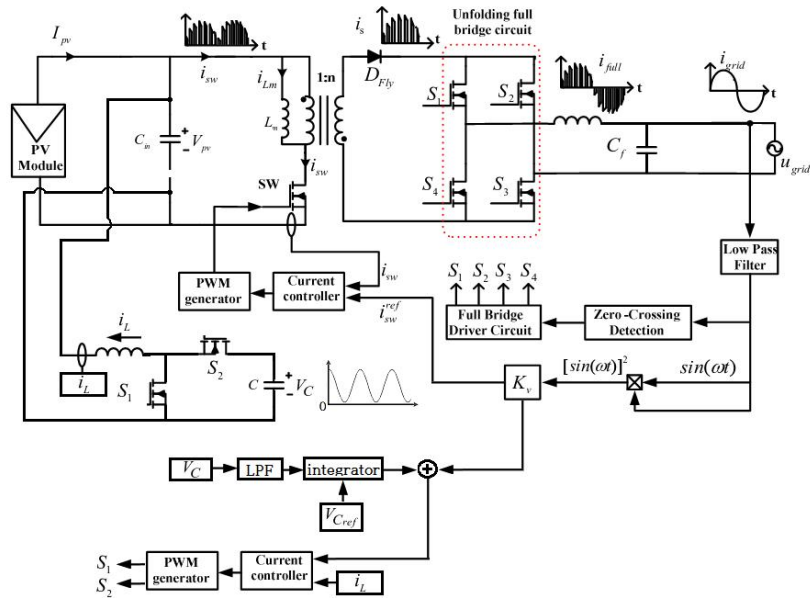 Unfolding full
bridge circuit
I_pv
t
i_sw
i_s
t
D_Fly
i_Lm
1:n
L_n
S_1
S_2
S_4
S_3
i_full
t
i_grid
t
C_f
u_grid
PV
Module
C_in
+
-
V_pv
i_sw
SW
i_sw
i_sw^ref
PWM
generator
Current
controller
S_1 S_2 S_3 S_4
Full Bridge
Driver Circuit
Zero -Crossing
Detection
Low Pass
Filter
i_L
i_L
S_1
S_2
C
+
-
V_C
0
[sin(ωt)]^2
sin(ωt)
K_v
V_C
LPF
integrator
V_Cref
S_1
S_2
PWM
generator
Current
controller
i_L